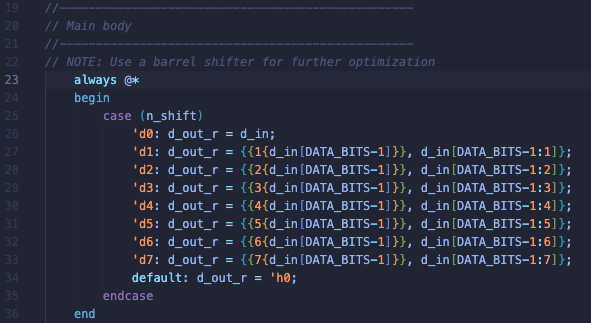 19 //-------------------------------------------------
20 // Main body
21 //-------------------------------------------------
22 // NOTE: Use a barrel shifter for further optimization
23 always @*
24 begin
25 case (n_shift)
26 'd0: d_out_r = d_in;
27 'd1: d_out_r = {{1{d_in[DATA_BITS-1]}}, d_in[DATA_BITS-1:1]};
28 'd2: d_out_r = {{2{d_in[DATA_BITS-1]}}, d_in[DATA_BITS-1:2]};
29 'd3: d_out_r = {{3{d_in[DATA_BITS-1]}}, d_in[DATA_BITS-1:3]};
30 'd4: d_out_r = {{4{d_in[DATA_BITS-1]}}, d_in[DATA_BITS-1:4]};
31 'd5: d_out_r = {{5{d_in[DATA_BITS-1]}}, d_in[DATA_BITS-1:5]};
32 'd6: d_out_r = {{6{d_in[DATA_BITS-1]}}, d_in[DATA_BITS-1:6]};
33 'd7: d_out_r = {{7{d_in[DATA_BITS-1]}}, d_in[DATA_BITS-1:7]};
34 default: d_out_r = 'h0;
35 endcase
36 end